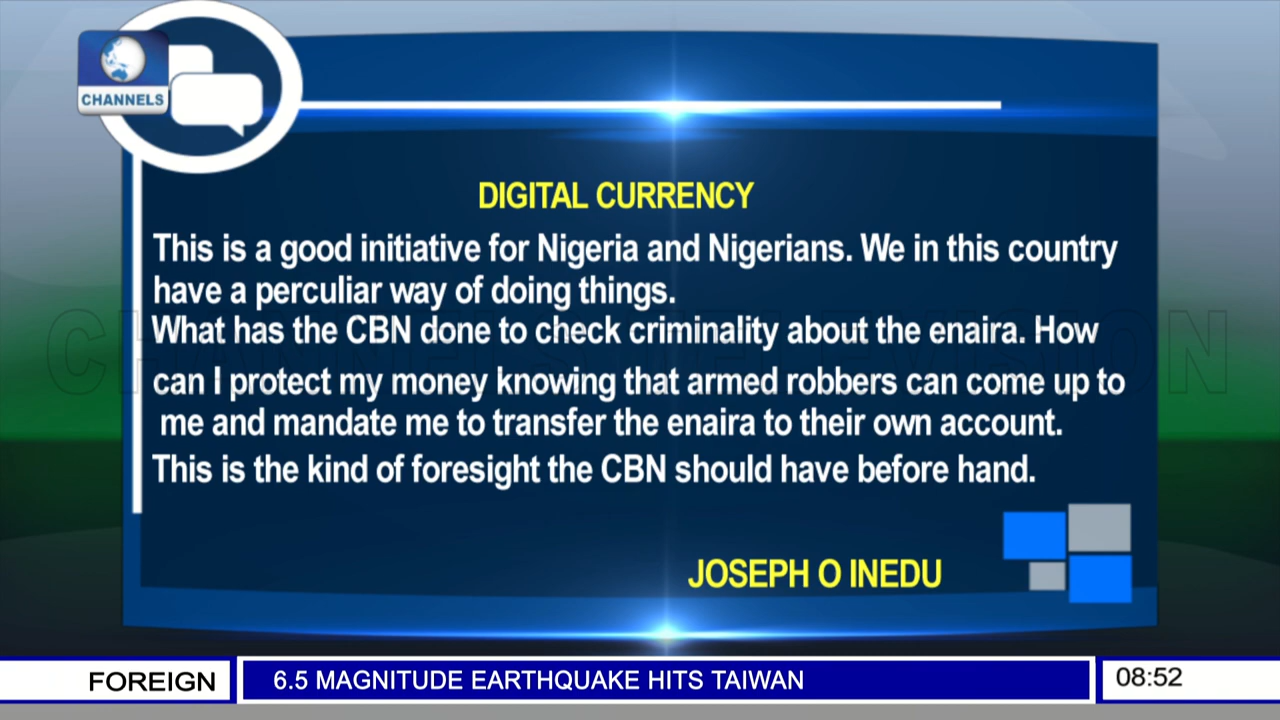 CHANNELS
DIGITAL CURRENCY
This is a good initiative for Nigeria and Nigerians. We in this country
have a perculiar way of doing things.
What has the CBN done to check criminality about the enaira. How
can I protect my money knowing that armed robbers can come up to
me and mandate me to transfer the enaira to their own account.
This is the kind of foresight the CBN should have before hand.
JOSEPH O INEDU
CHANNELS TELEVISION
FOREIGN
6.5 MAGNITUDE EARTHQUAKE HITS TAIWAN
08:52